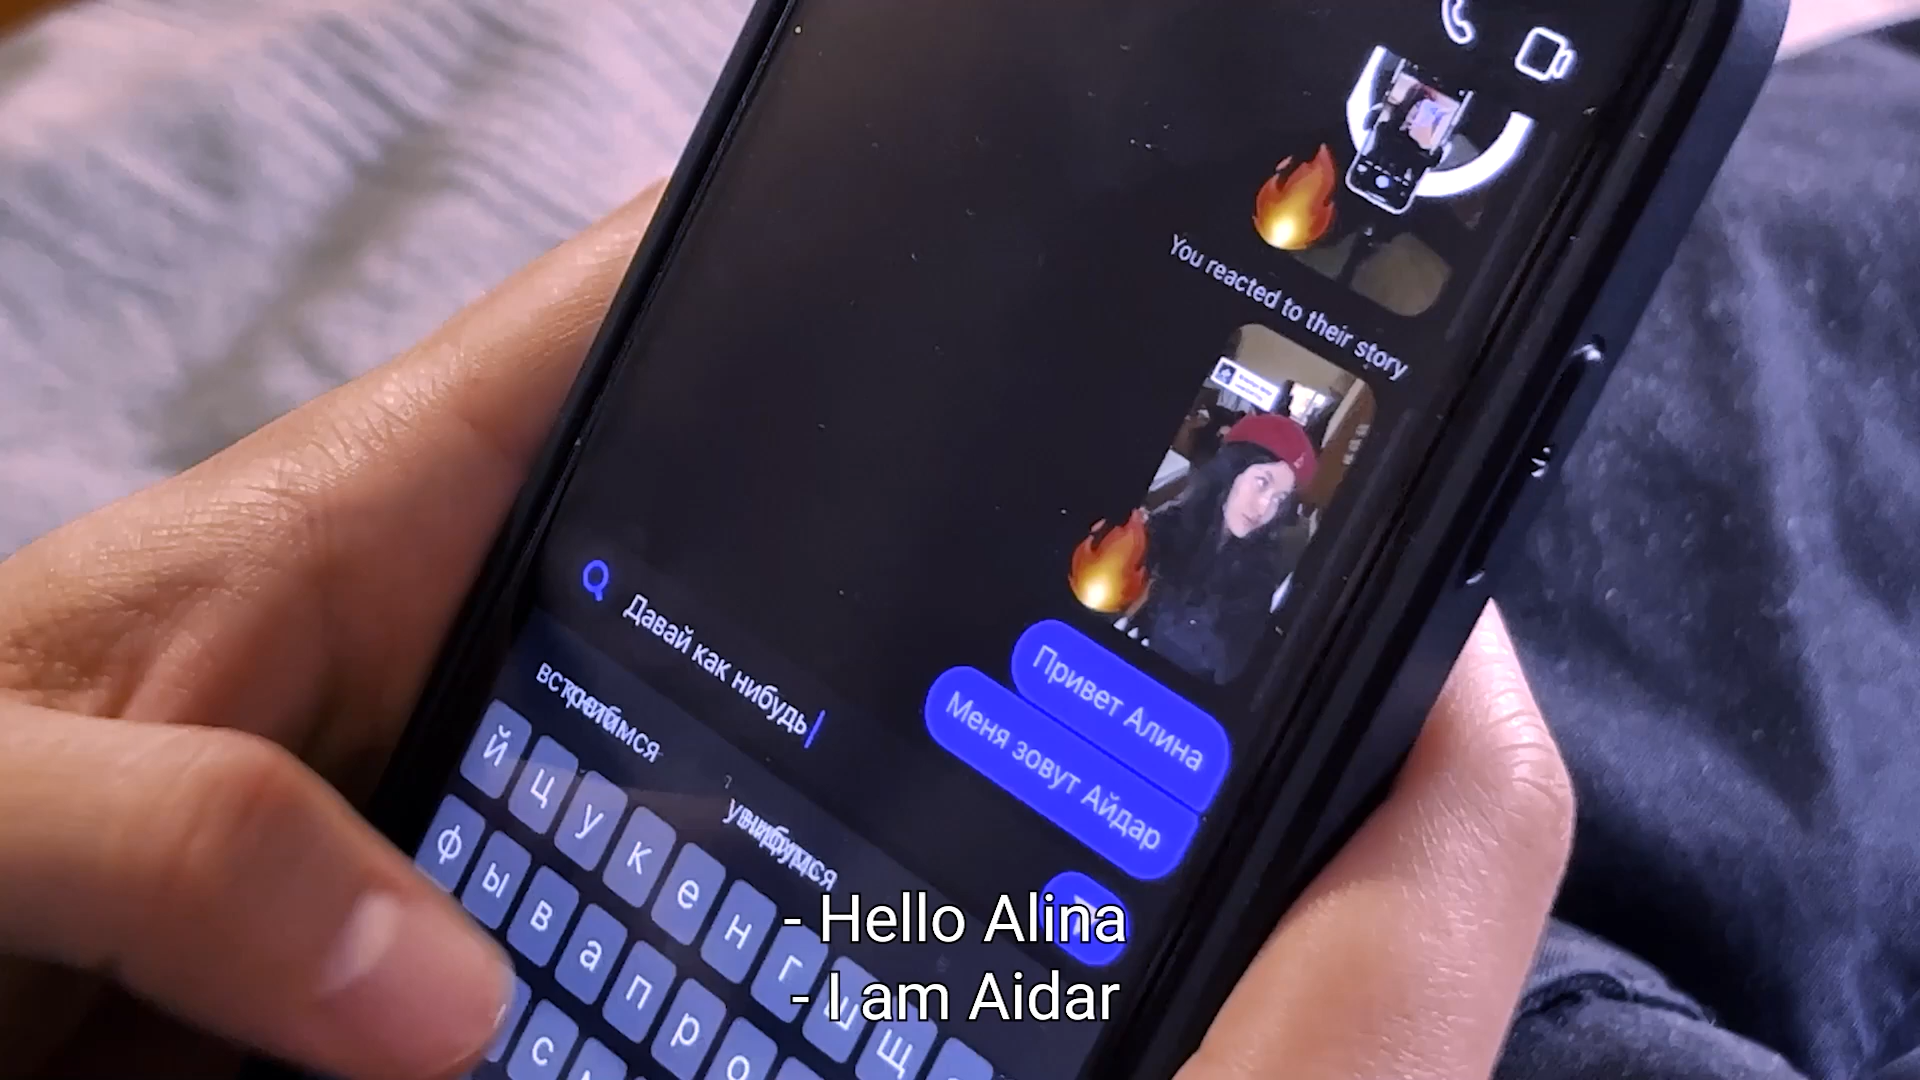 You reacted to their story
Привет Алина
Меня зовут Айдар
Давай как нибудь
й ц у к е н г ш щ
ф ы в а п р о
с
- Hello Alina
- I am Aidar